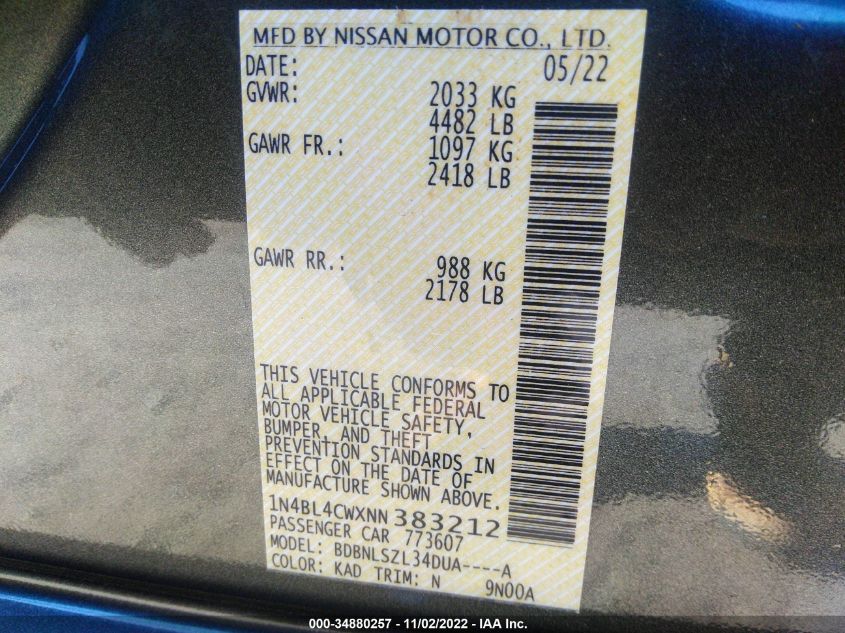 MFD BY NISSAN MOTOR CO., LTD.
DATE: 05/22
GVWR: 2033 KG
4482 LB
GAWR FR.: 1097 KG
2418 LB
GAWR RR.: 988 KG
2178 LB
THIS VEHICLE CONFORMS TO
ALL APPLICABLE FEDERAL
MOTOR VEHICLE SAFETY,
BUMPER, AND THEFT
PREVENTION STANDARDS IN
EFFECT ON THE DATE OF
MANUFACTURE SHOWN ABOVE.
1N4BL4CWXNN383212
PASSENGER CAR 773607
MODEL: BDBNLSZL34DUA----A
COLOR: KAD TRIM: N 9N00A
000-34880257 - 11/02/2022 - IAA Inc.